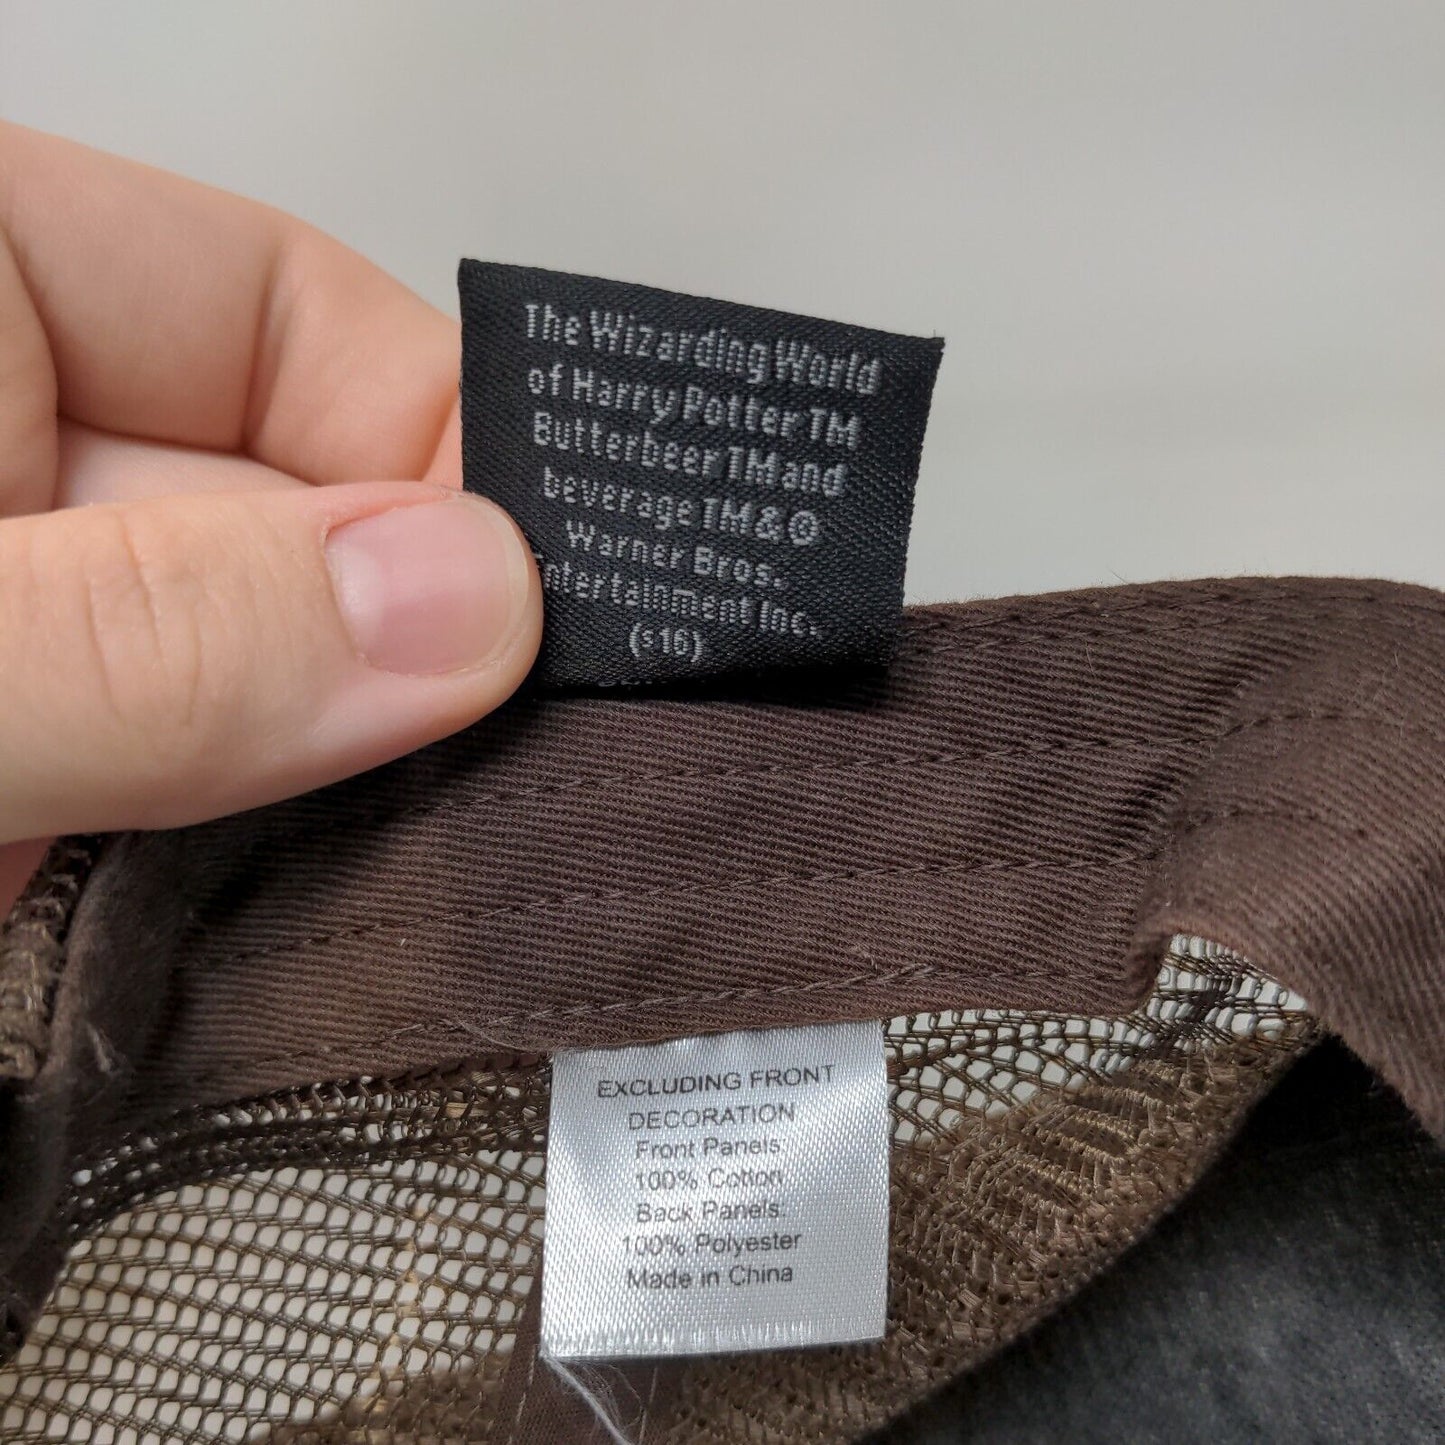 The Wizarding World
of Harry Potter TM
Butterbeer TM and
beverage TM & ©
Warner Bros.
Entertainment Inc.
(s16)
EXCLUDING FRONT
DECORATION
Front Panels:
100% Cotton
Back Panels:
100% Polyester
Made in China